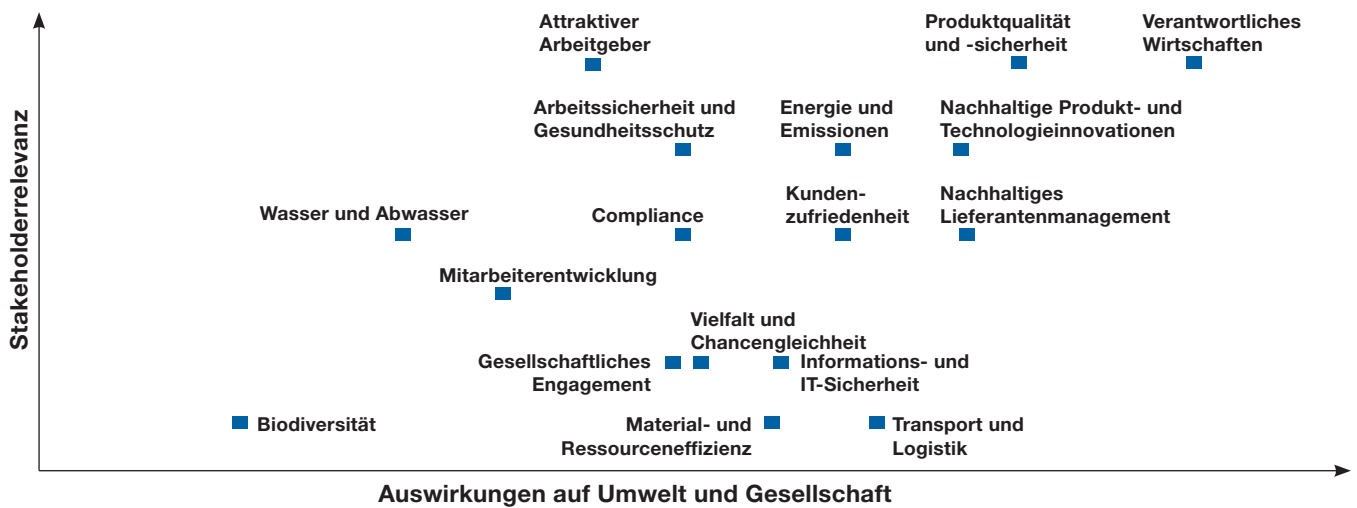 Attraktiver
Arbeitgeber
Produktqualität
und -sicherheit
Verantwortliches
Wirtschaften
Arbeitssicherheit und
Gesundheitsschutz
Energie und
Emissionen
Nachhaltige Produkt- und
Technologieinnovationen
Wasser und Abwasser
Compliance
Kunden-
zufriedenheit
Nachhaltiges
Lieferantenmanagement
Mitarbeiterentwicklung
Vielfalt und
Chancengleichheit
Gesellschaftliches
Engagement
Informations- und
IT-Sicherheit
Biodiversität
Material- und
Ressourceneffizienz
Transport und
Logistik
Stakeholderrelevanz
Auswirkungen auf Umwelt und Gesellschaft